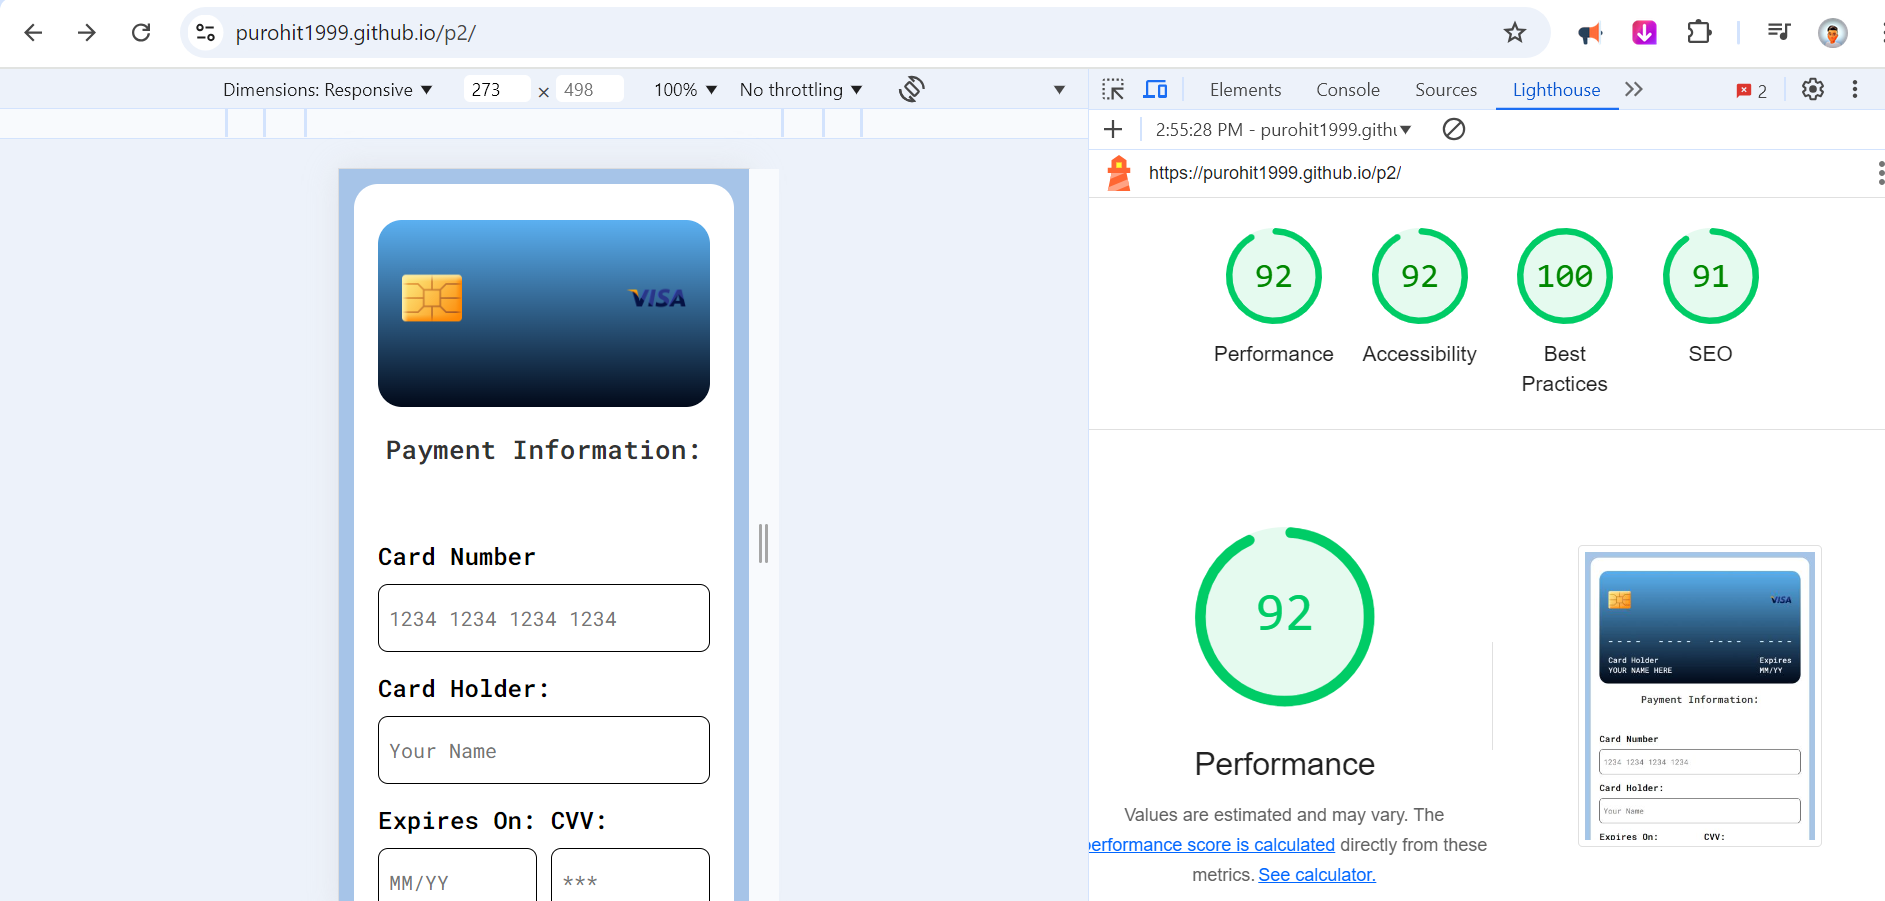 purohit1999.github.io/p2/
Dimensions: Responsive ▼ 273 × 498 100% ▼ No throttling ▼
Elements Console Sources Lighthouse 2
2:55:28 PM - purohit1999.githu
https://purohit1999.github.io/p2/
92 92 100 91
Performance Accessibility Best Practices SEO
VISA
Payment Information:
Card Number
1234 1234 1234 1234
Card Holder:
Your Name
Expires On: CVV:
MM/YY ***
92
Performance
Values are estimated and may vary. The
performance score is calculated directly from these
metrics. See calculator.
VISA
---- ---- ---- ----
Card Holder Expires
YOUR NAME HERE MM/YY
Payment Information:
Card Number
1234 1234 1234 1234
Card Holder:
Your Name
Expires On: CVV: